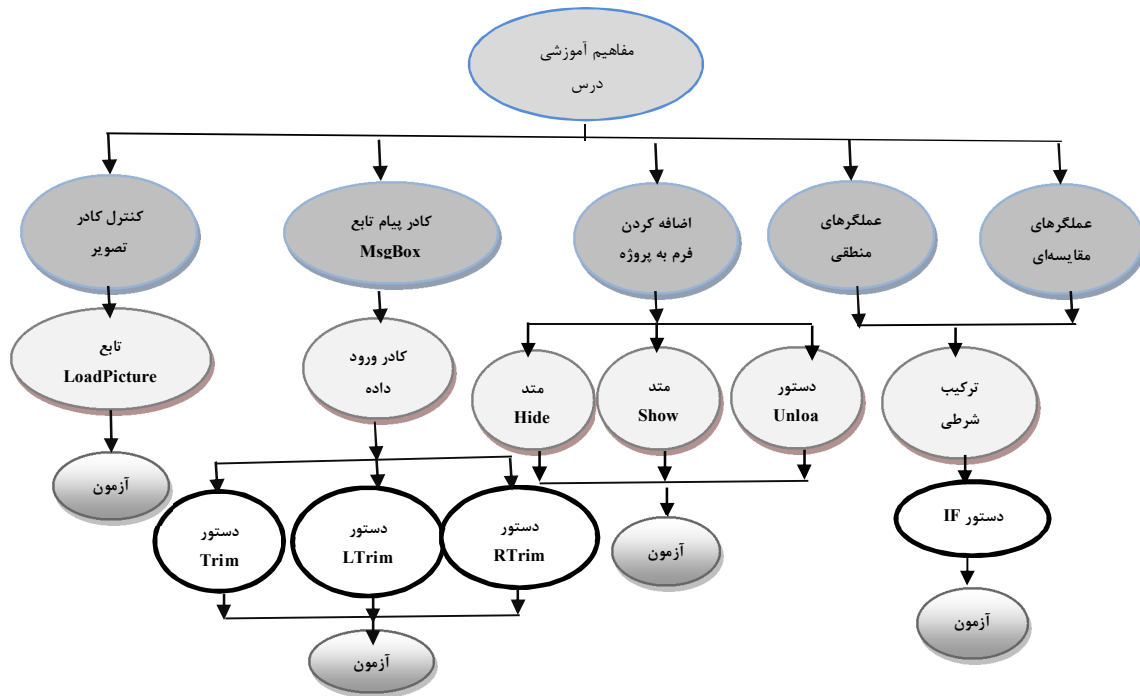 مفاهیم آموزشی
درس
عملگرهای
مقایسه‌ای
عملگرهای
منطقی
اضافه کردن
فرم به پروژه
کادر پیام تابع
MsgBox
کنترل کادر
تصویر
ترکیب
شرطی
دستور
Unloa
متد
Show
متد
Hide
کادر ورود
داده
تابع
LoadPicture
دستور IF
آزمون
آزمون
دستور
RTrim
دستور
LTrim
دستور
Trim
آزمون
آزمون